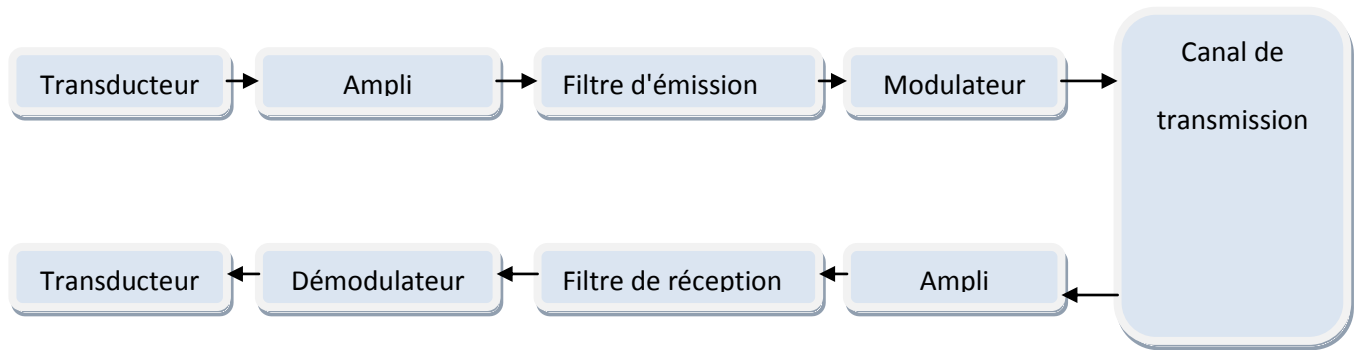 Transducteur
Ampli
Filtre d'émission
Modulateur
Canal de
transmission
Transducteur
Démodulateur
Filtre de réception
Ampli